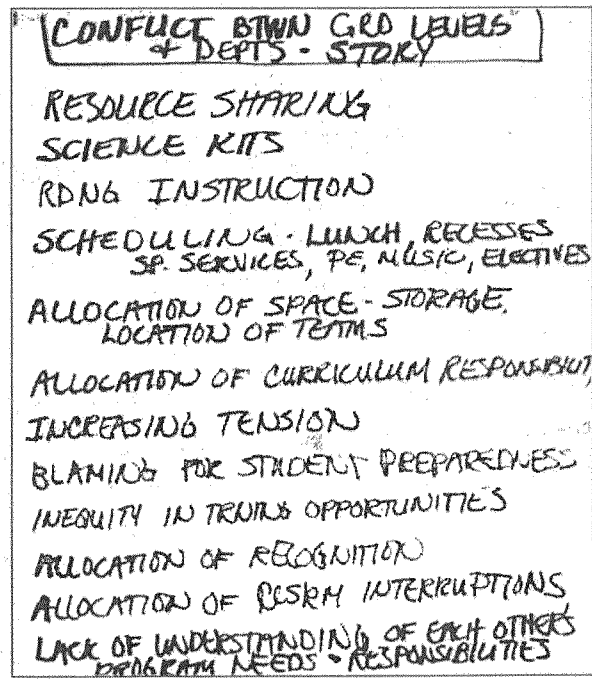 CONFLICT BTWN GRD LEVELS
+ DEPTS - STORY
RESOURCE SHARING
SCIENCE KITS
RDNG INSTRUCTION
SCHEDULING - LUNCH, RECESSES
SP. SERVICES, PE, MUSIC, ELECTIVES
ALLOCATION OF SPACE - STORAGE,
LOCATION OF TEAMS
ALLOCATION OF CURRICULUM RESPONSIBILIT
INCREASING TENSION
BLAMING FOR STUDENT PREPAREDNESS
INEQUITY IN TRNING OPPORTUNITIES
ALLOCATION OF RECOGNITION
ALLOCATION OF CLSRM INTERRUPTIONS
LACK OF UNDERSTANDING OF EACH OTHERS
PROGRAM NEEDS - RESPONSIBILITIES